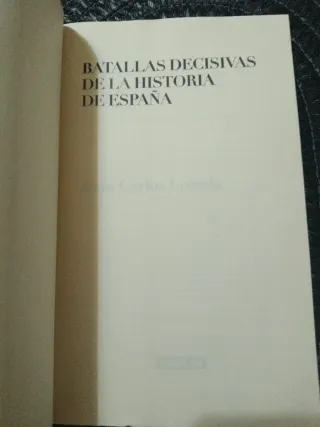 BATALLAS DECISIVAS
DE LA HISTORIA
DE ESPAÑA